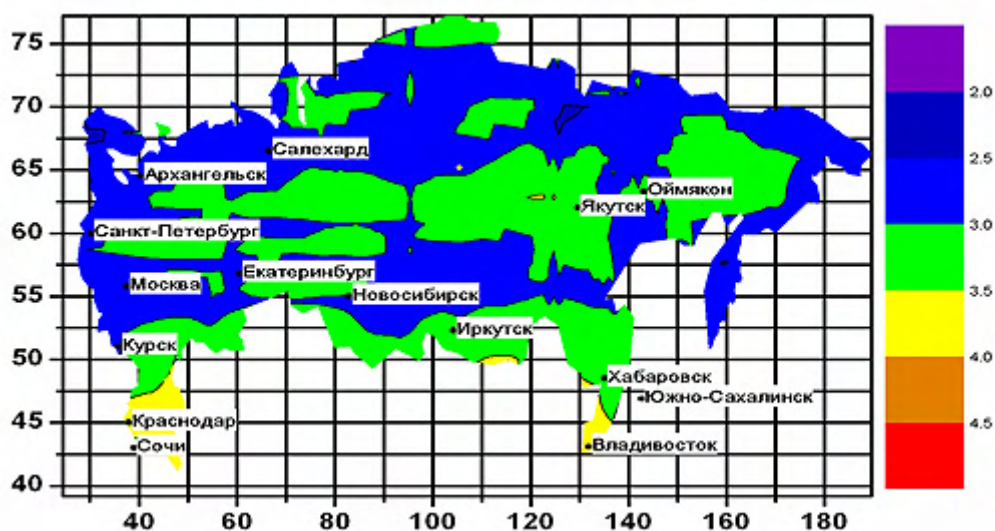 75
70
65
60
55
50
45
40
Салехард
Архангельск
Оймякон
Якутск
Санкт-Петербург
Екатеринбург
Москва
Новосибирск
Иркутск
Курск
Хабаровск
Южно-Сахалинск
Краснодар
Сочи
Владивосток
40
60
80
100
120
140
160
180
2.0
2.5
3.0
3.5
4.0
4.5